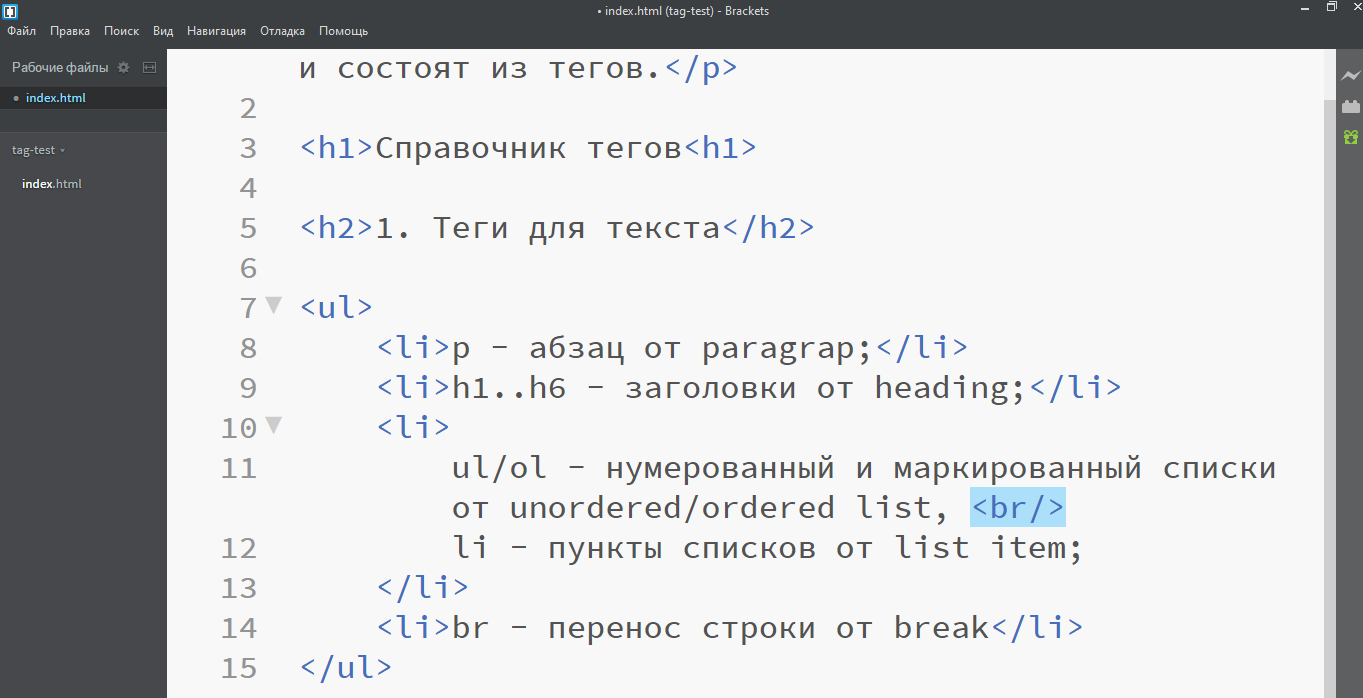 • index.html (tag-test) - Brackets
Файл Правка Поиск Вид Навигация Отладка Помощь
Рабочие файлы
• index.html
tag-test
index.html
и состоят из тегов.</p>
2
3 <h1>Справочник тегов<h1>
4
5 <h2>1. Теги для текста</h2>
6
7 <ul>
8 <li>p - абзац от paragrap;</li>
9 <li>h1..h6 - заголовки от heading;</li>
10 <li>
11 ul/ol - нумерованный и маркированный списки
от unordered/ordered list, <br/>
12 li - пункты списков от list item;
13 </li>
14 <li>br - перенос строки от break</li>
15 </ul>